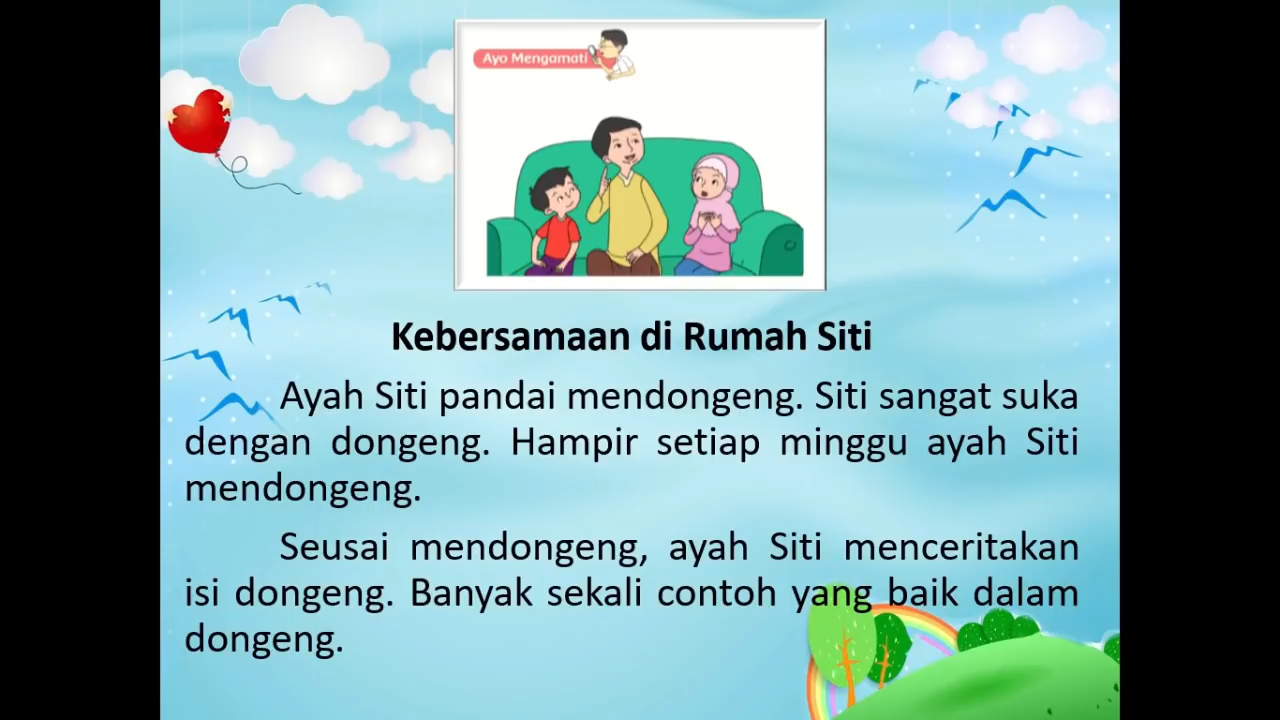 Ayo Mengamati
Kebersamaan di Rumah Siti
Ayah Siti pandai mendongeng. Siti sangat suka
dengan dongeng. Hampir setiap minggu ayah Siti
mendongeng.
Seusai mendongeng, ayah Siti menceritakan
isi dongeng. Banyak sekali contoh yang baik dalam
dongeng.